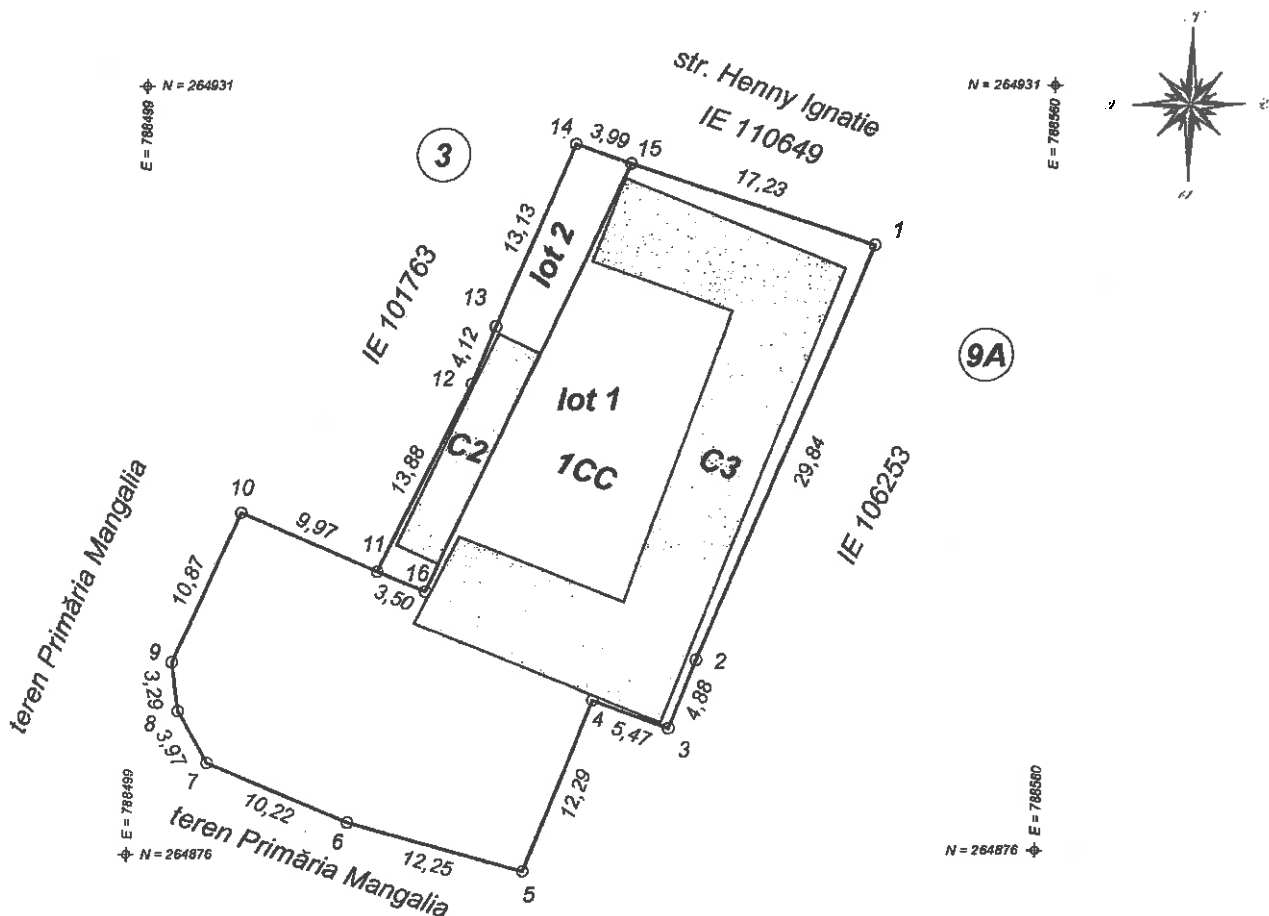 N = 264931
E = 788499
N = 264931
E = 788560
str. Henny Ignatie
IE 110649
3
14
3,99
15
17,23
1
13,13
lot 2
IE 101763
13
4,12
12
9A
lot 1
1CC
C2
C3
13,88
29,84
IE 106253
10
9,97
11
16
3,50
10,87
teren Primăria Mangalia
9
3,29
8
3,97
7
2
4,88
4
5,47
3
12,29
10,22
6
12,25
5
teren Primăria Mangalia
E = 788499
N = 264876
N = 264876
E = 788580